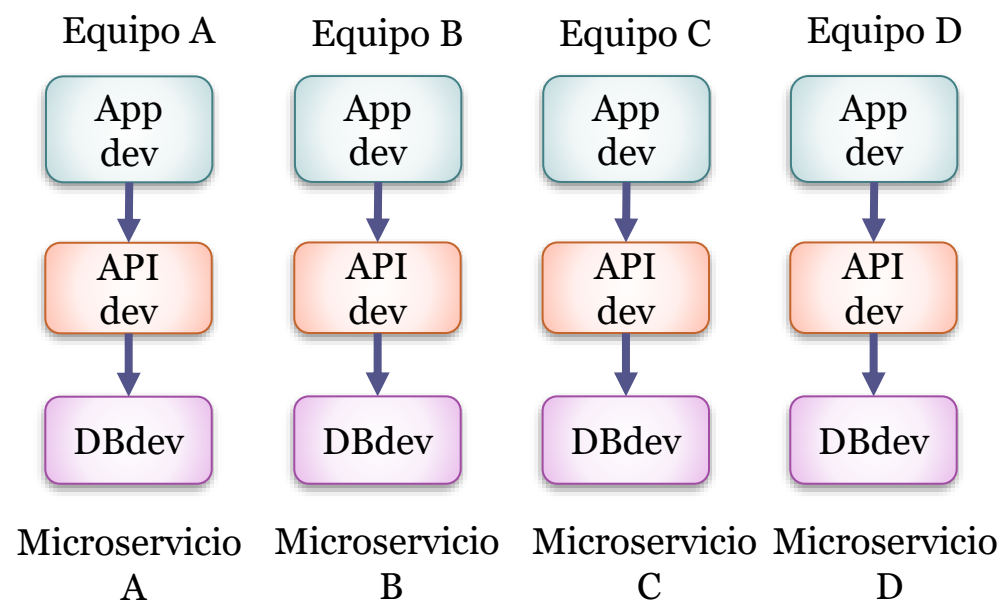 Equipo A
Equipo B
Equipo C
Equipo D
App
dev
App
dev
App
dev
App
dev
API
dev
API
dev
API
dev
API
dev
DBdev
DBdev
DBdev
DBdev
Microservicio
A
Microservicio
B
Microservicio
C
Microservicio
D